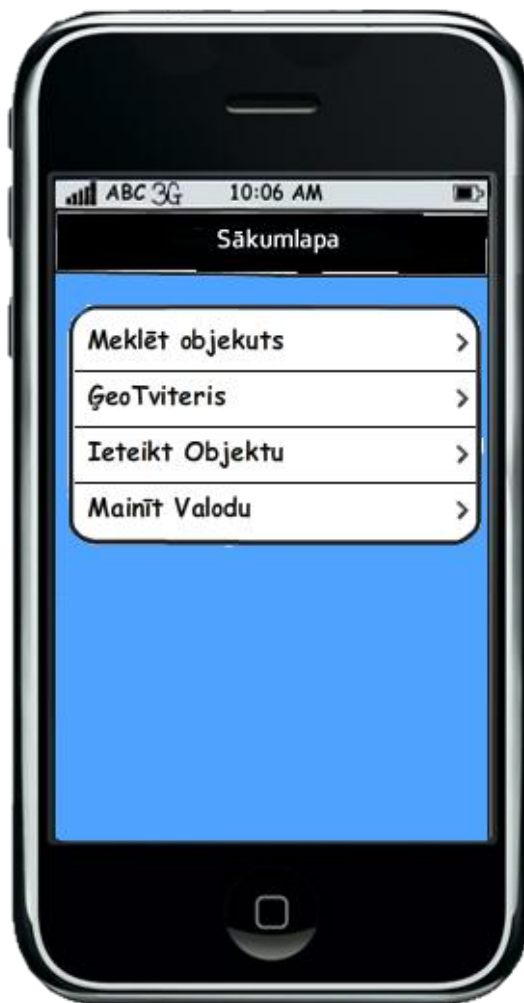 ABC 3G 10:06 AM
Sākumlapa
Meklēt objekuts
ĢeoTviteris
Ieteikt Objektu
Mainīt Valodu